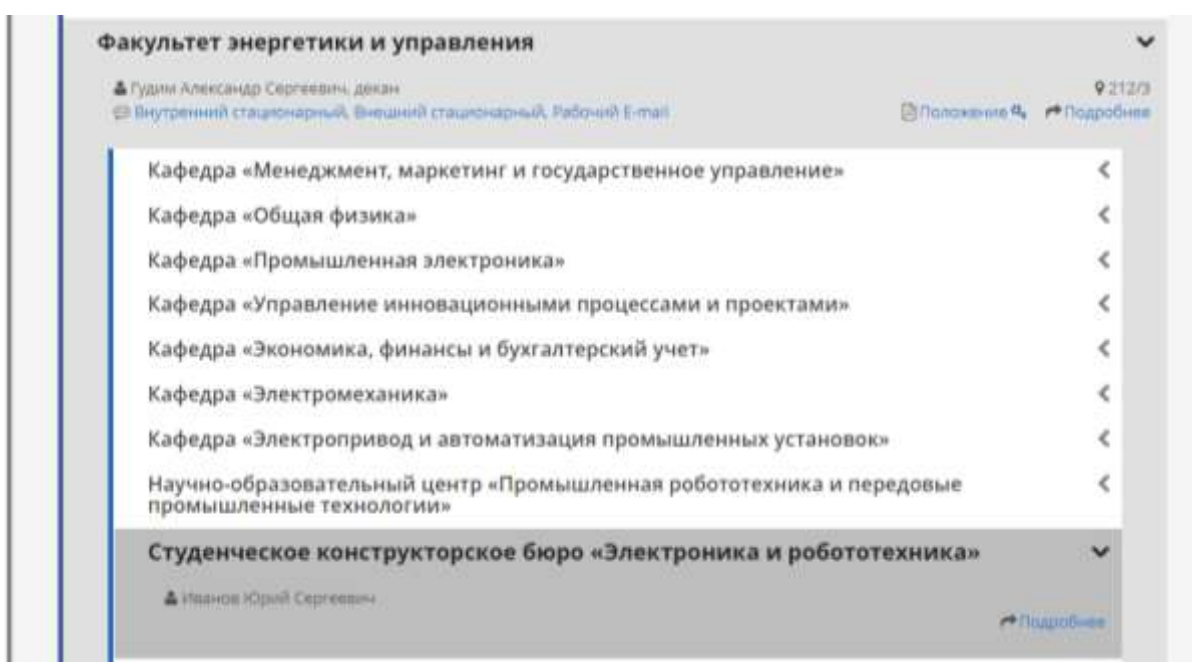 Факультет энергетики и управления
Гудим Александр Сергеевич, декан
212/3
Внутренний стационарный, Внешний стационарный, Рабочий E-mail
Положение
Подробнее
Кафедра «Менеджмент, маркетинг и государственное управление»
Кафедра «Общая физика»
Кафедра «Промышленная электроника»
Кафедра «Управление инновационными процессами и проектами»
Кафедра «Экономика, финансы и бухгалтерский учет»
Кафедра «Электромеханика»
Кафедра «Электропривод и автоматизация промышленных установок»
Научно-образовательный центр «Промышленная робототехника и передовые
промышленные технологии»
Студенческое конструкторское бюро «Электроника и робототехника»
Иванов Юрий Сергеевич
Подробнее